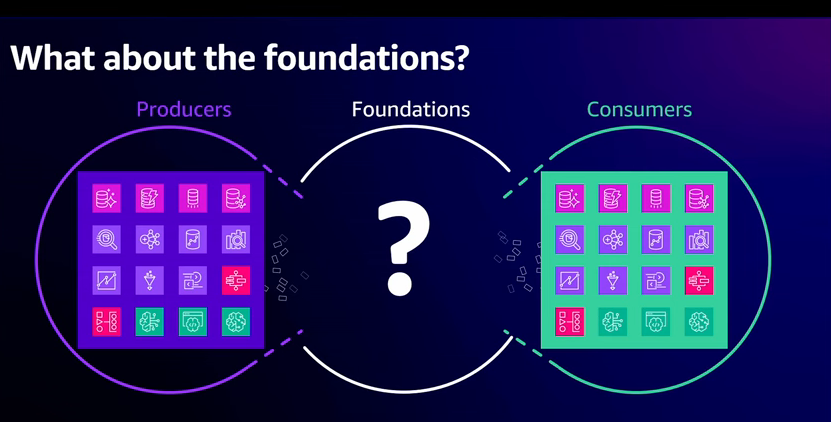 What about the foundations?
Producers
Foundations
Consumers
?